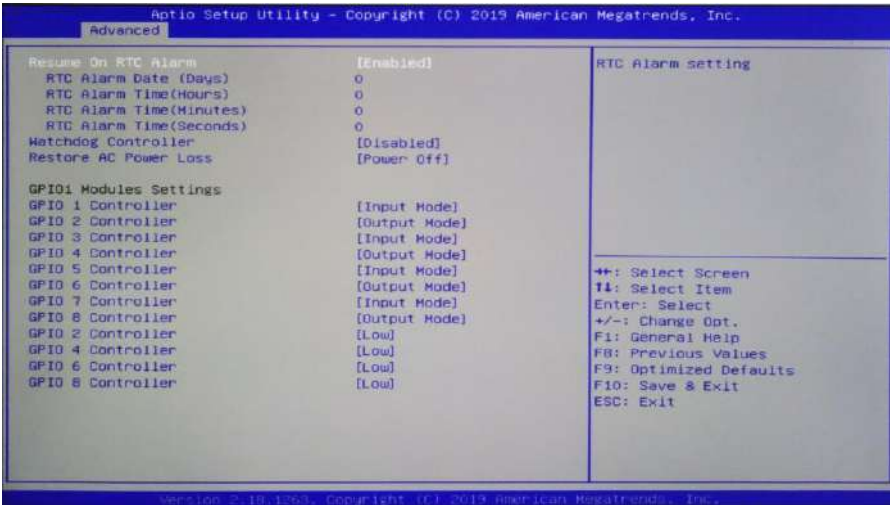 Aptio Setup Utility – Copyright (C) 2019 American Megatrends, Inc.
Advanced
Resume On RTC Alarm [Enabled]
RTC Alarm Date (Days) 0
RTC Alarm Time(Hours) 0
RTC Alarm Time(Minutes) 0
RTC Alarm Time(Seconds) 0
Watchdog Controller [Disabled]
Restore AC Power Loss [Power Off]
GPIO1 Modules Settings
GPIO 1 Controller [Input Mode]
GPIO 2 Controller [Output Mode]
GPIO 3 Controller [Input Mode]
GPIO 4 Controller [Output Mode]
GPIO 5 Controller [Input Mode]
GPIO 6 Controller [Output Mode]
GPIO 7 Controller [Input Mode]
GPIO 8 Controller [Output Mode]
GPIO 2 Controller [Low]
GPIO 4 Controller [Low]
GPIO 6 Controller [Low]
GPIO 8 Controller [Low]
RTC Alarm setting
→←: Select Screen
↑↓: Select Item
Enter: Select
+/-: Change Opt.
F1: General Help
F8: Previous Values
F9: Optimized Defaults
F10: Save & Exit
ESC: Exit
Version 2.18.1263. Copyright (C) 2019 American Megatrends, Inc.